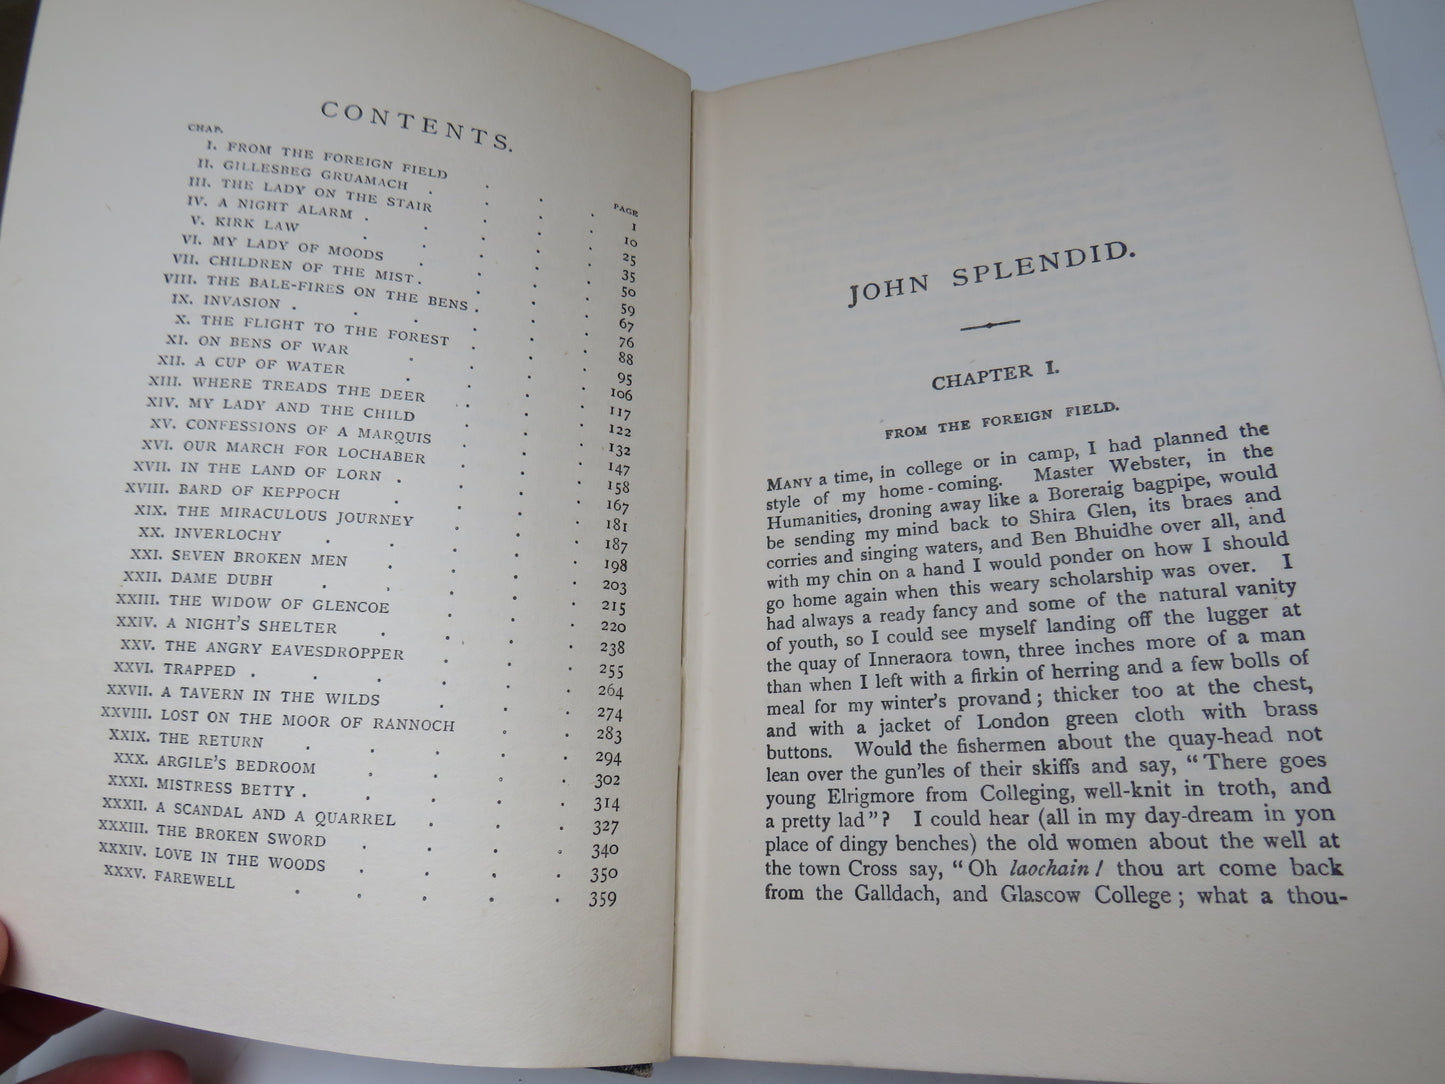 CONTENTS.
CHAP. PAGE
I. FROM THE FOREIGN FIELD . . . 1
II. GILLESBEG GRUAMACH . . . . 10
III. THE LADY ON THE STAIR . . . 25
IV. A NIGHT ALARM . . . . . 35
V. KIRK LAW . . . . . 50
VI. MY LADY OF MOODS . . . . 59
VII. CHILDREN OF THE MIST . . . . 67
VIII. THE BALE-FIRES ON THE BENS . . . 76
IX. INVASION . . . . . . 88
X. THE FLIGHT TO THE FOREST . . . 95
XI. ON BENS OF WAR . . . . 106
XII. A CUP OF WATER . . . . 117
XIII. WHERE TREADS THE DEER . . . 122
XIV. MY LADY AND THE CHILD . . . 132
XV. CONFESSIONS OF A MARQUIS . . . 147
XVI. OUR MARCH FOR LOCHABER . . . 158
XVII. IN THE LAND OF LORN . . . . 167
XVIII. BARD OF KEPPOCH . . . . 181
XIX. THE MIRACULOUS JOURNEY . . . 187
XX. INVERLOCHY . . . . . 198
XXI. SEVEN BROKEN MEN . . . . 203
XXII. DAME DUBH . . . . . 215
XXIII. THE WIDOW OF GLENCOE . . . 220
XXIV. A NIGHT'S SHELTER . . . . 238
XXV. THE ANGRY EAVESDROPPER . . . 255
XXVI. TRAPPED . . . . . . 264
XXVII. A TAVERN IN THE WILDS . . . 274
XXVIII. LOST ON THE MOOR OF RANNOCH . . 283
XXIX. THE RETURN . . . . . 294
XXX. ARGILE'S BEDROOM . . . . 302
XXXI. MISTRESS BETTY . . . . . 314
XXXII. A SCANDAL AND A QUARREL . . . 327
XXXIII. THE BROKEN SWORD . . . . 340
XXXIV. LOVE IN THE WOODS . . . . 350
XXXV. FAREWELL . . . . . 359
JOHN SPLENDID.
CHAPTER I.
FROM THE FOREIGN FIELD.
MANY a time, in college or in camp, I had planned the
style of my home-coming. Master Webster, in the
Humanities, droning away like a Boreraig bagpipe, would
be sending my mind back to Shira Glen, its braes and
corries and singing waters, and Ben Bhuidhe over all, and
with my chin on a hand I would ponder on how I should
go home again when this weary scholarship was over. I
had always a ready fancy and some of the natural vanity
of youth, so I could see myself landing off the lugger at
the quay of Inneraora town, three inches more of a man
than when I left with a firkin of herring and a few bolls of
meal for my winter's provand; thicker too at the chest,
and with a jacket of London green cloth with brass
buttons. Would the fishermen about the quay-head not
lean over the gun'les of their skiffs and say, "There goes
young Elrigmore from Colleging, well-knit in troth, and
a pretty lad"? I could hear (all in my day-dream in yon
place of dingy benches) the old women about the well at
the town Cross say, "Oh laochain! thou art come back
from the Galldach, and Glascow College; what a thou-